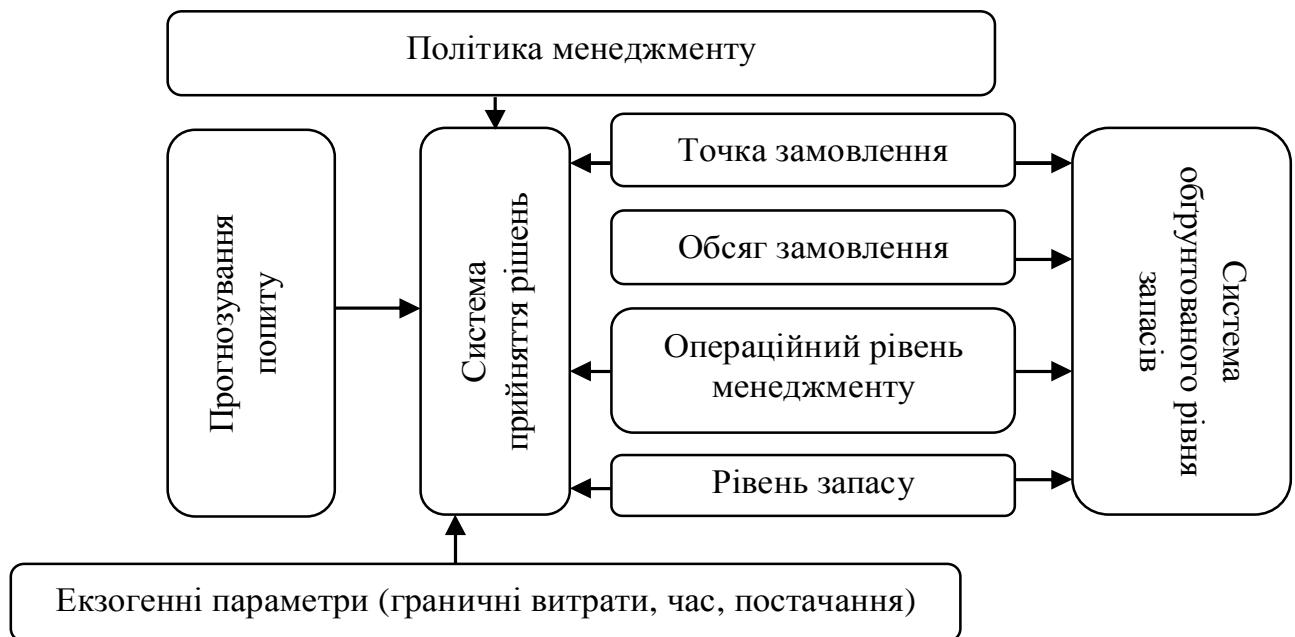 Політика менеджменту
Прогнозування
попиту
Система
прийняття рішень
Точка замовлення
Обсяг замовлення
Операційний рівень
менеджменту
Рівень запасу
Система
обґрунтованого рівня
запасів
Екзогенні параметри (граничні витрати, час, постачання)